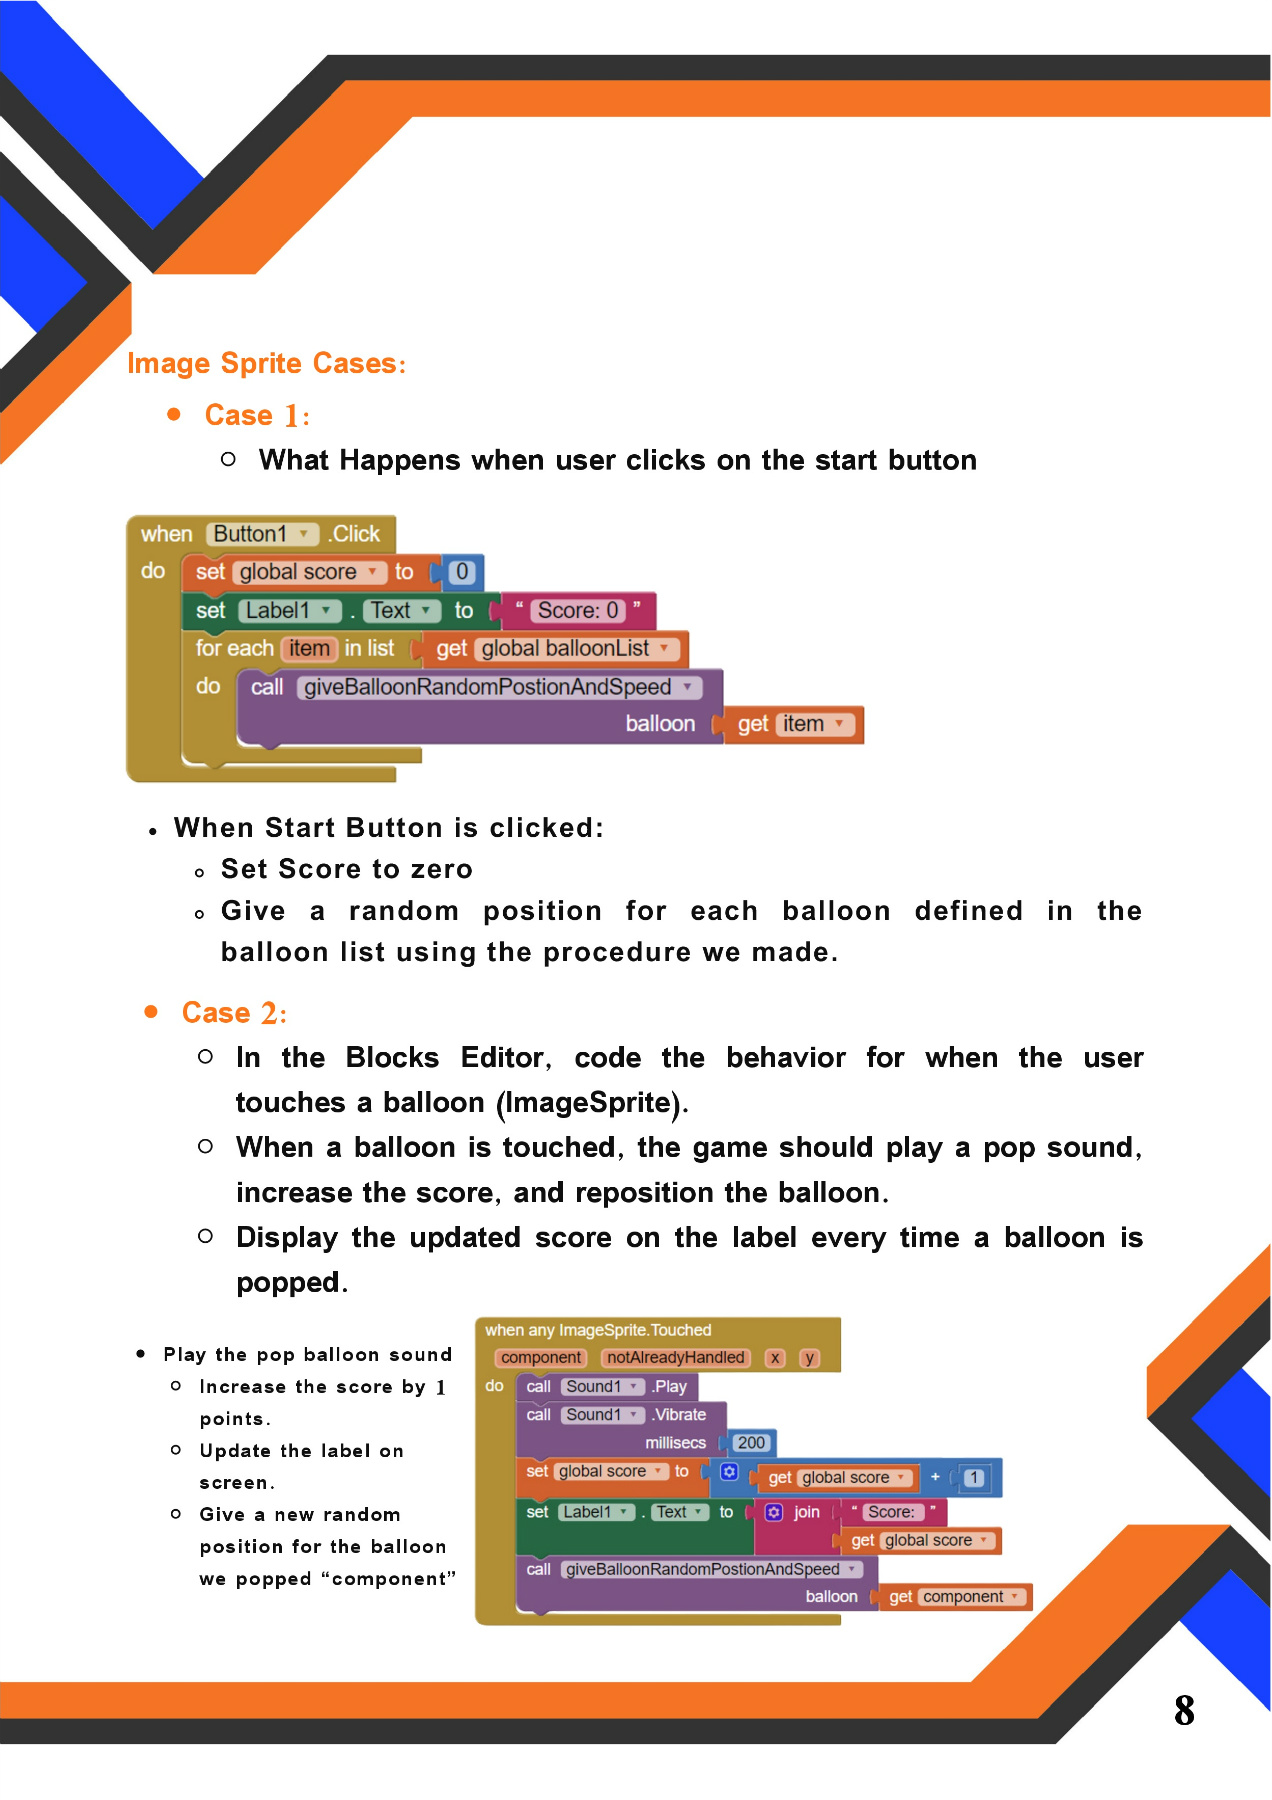 Image Sprite Cases:
• Case 1:
○ What Happens when user clicks on the start button
when Button1 .Click
do set global score to 0
set Label1 . Text to “ Score: 0 ”
for each item in list get global balloonList
do call giveBalloonRandomPostionAndSpeed
balloon get item
• When Start Button is clicked:
○ Set Score to zero
○ Give a random position for each balloon defined in the
balloon list using the procedure we made.
• Case 2:
○ In the Blocks Editor, code the behavior for when the user
touches a balloon (ImageSprite).
○ When a balloon is touched, the game should play a pop sound,
increase the score, and reposition the balloon.
○ Display the updated score on the label every time a balloon is
popped.
• Play the pop balloon sound
○ Increase the score by 1
points.
○ Update the label on
screen.
○ Give a new random
position for the balloon
we popped “component”
when any ImageSprite.Touched
component notAlreadyHandled x y
do call Sound1 .Play
call Sound1 .Vibrate
millisecs 200
set global score to get global score + 1
set Label1 . Text to join “ Score: ”
get global score
call giveBalloonRandomPostionAndSpeed
balloon get component
8